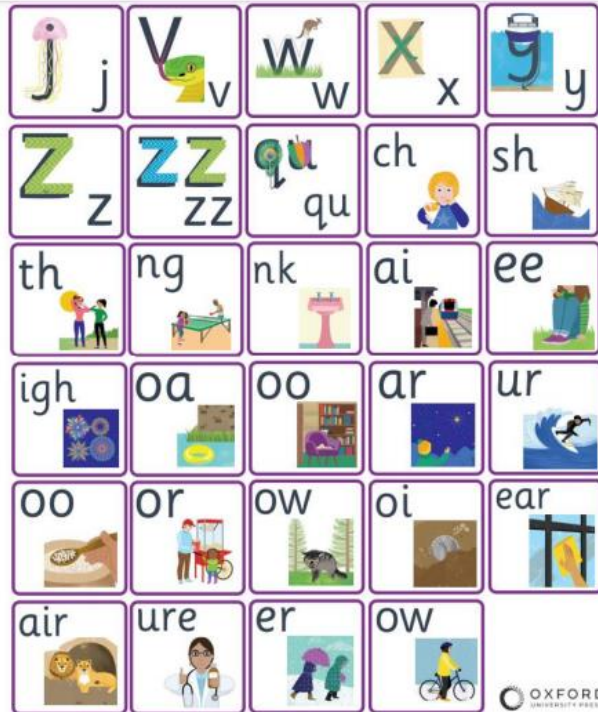 j j
v v
w w
x x
y y
z z
zz zz
qu qu
ch
sh
th
ng
nk
ai
ee
igh
oa
oo
ar
ur
oo
or
ow
oi
ear
air
ure
er
ow
OXFORD
UNIVERSITY PRESS